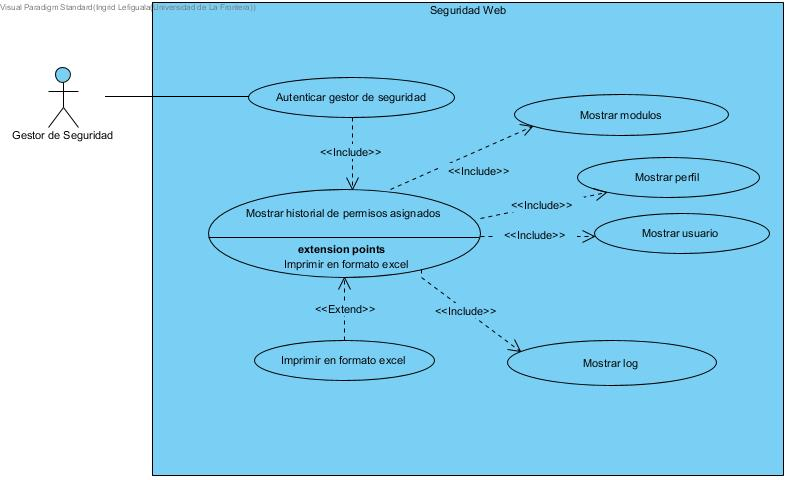 Visual Paradigm Standard(Ingrid Lefiguala(Universidad de La Frontera))
Seguridad Web
Gestor de Seguridad
Autenticar gestor de seguridad
Mostrar modulos
<<Include>>
<<Include>>
Mostrar perfil
<<Include>>
Mostrar historial de permisos asignados
Mostrar usuario
<<Include>>
extension points
Imprimir en formato excel
<<Extend>>
<<Include>>
Imprimir en formato excel
Mostrar log